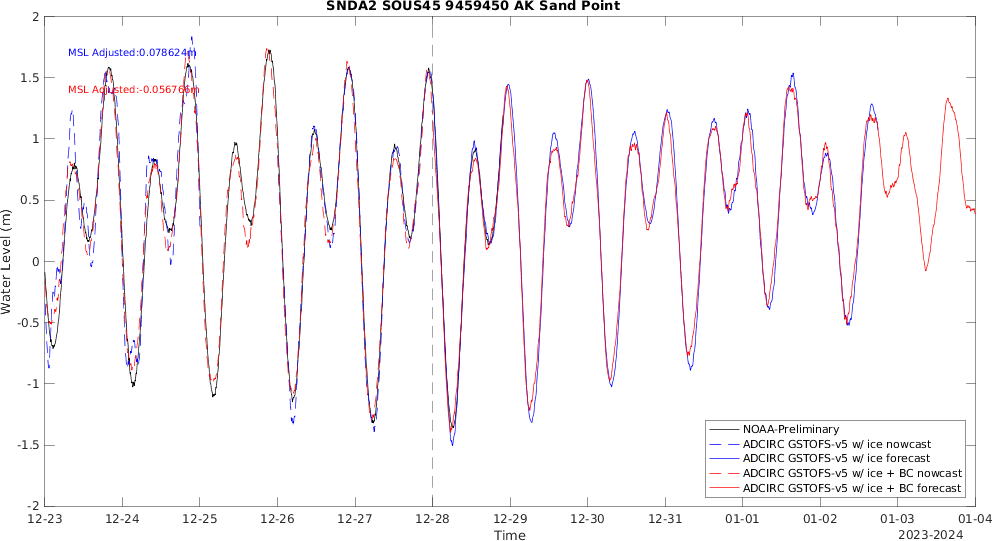 SNDA2 SOUS45 9459450 AK Sand Point
MSL Adjusted:0.078624m
MSL Adjusted:-0.056766m
Water Level (m)
2
1.5
1
0.5
0
-0.5
-1
-1.5
-2
NOAA-Preliminary
ADCIRC GSTOFS-v5 w/ ice nowcast
ADCIRC GSTOFS-v5 w/ ice forecast
ADCIRC GSTOFS-v5 w/ ice + BC nowcast
ADCIRC GSTOFS-v5 w/ ice + BC forecast
12-23 12-24 12-25 12-26 12-27 12-28 12-29 12-30 12-31 01-01 01-02 01-03 01-04
Time
2023-2024